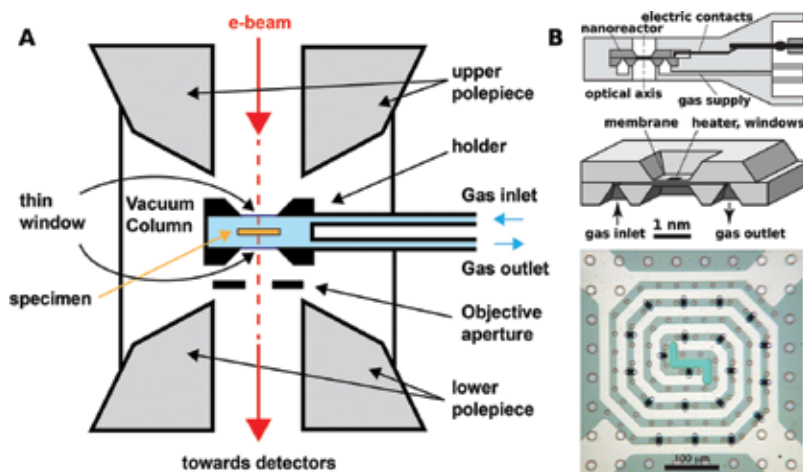 A
e-beam
upper
polepiece
holder
thin
window
Vacuum
Column
Gas inlet
Gas outlet
specimen
Objective
aperture
lower
polepiece
towards detectors
B
nanoreactor
electric contacts
optical axis
gas supply
membrane
heater, windows
gas inlet
1 nm
gas outlet
100 µm